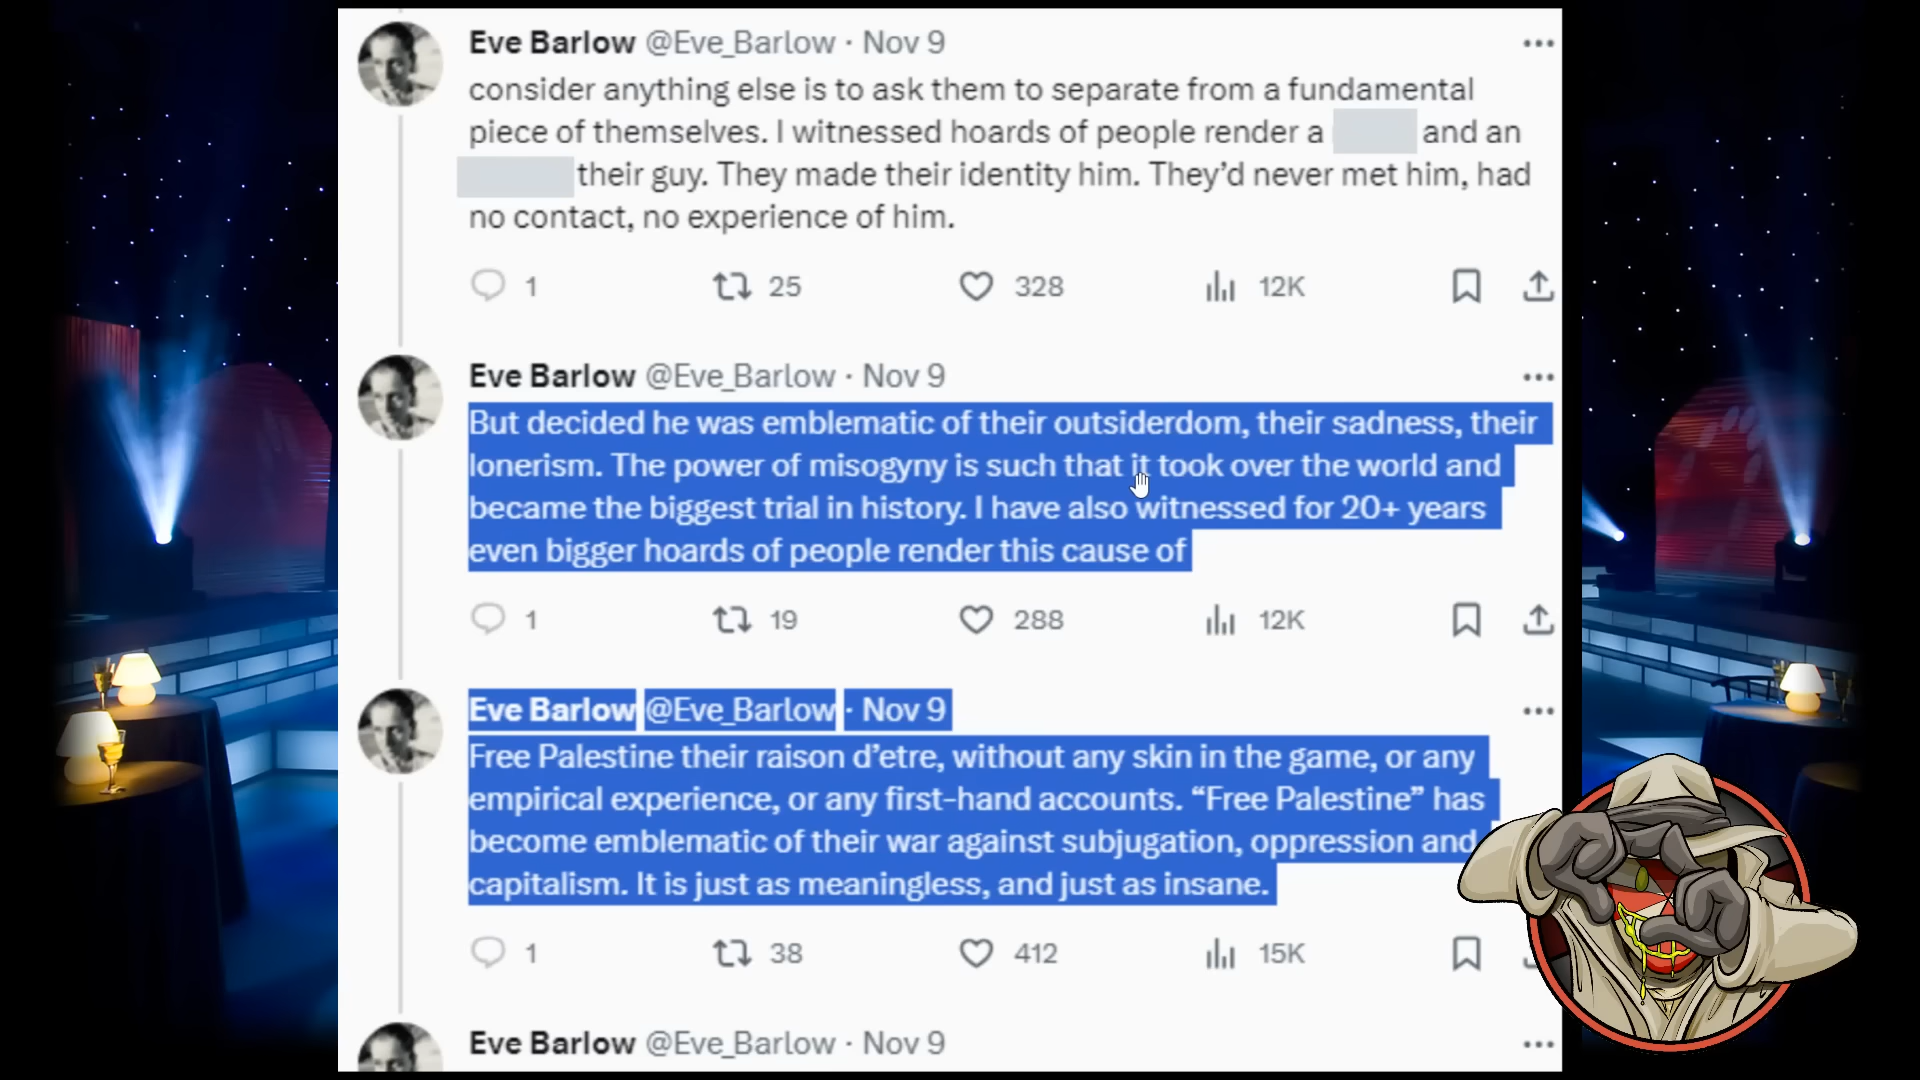 Eve Barlow @Eve_Barlow · Nov 9
consider anything else is to ask them to separate from a fundamental
piece of themselves. I witnessed hoards of people render a and an
their guy. They made their identity him. They’d never met him, had
no contact, no experience of him.
1 25 328 12K
Eve Barlow @Eve_Barlow · Nov 9
But decided he was emblematic of their outsiderdom, their sadness, their
lonerism. The power of misogyny is such that it took over the world and
became the biggest trial in history. I have also witnessed for 20+ years
even bigger hoards of people render this cause of
1 19 288 12K
Eve Barlow @Eve_Barlow · Nov 9
Free Palestine their raison d’etre, without any skin in the game, or any
empirical experience, or any first-hand accounts. “Free Palestine” has
become emblematic of their war against subjugation, oppression and
capitalism. It is just as meaningless, and just as insane.
1 38 412 15K
Eve Barlow @Eve_Barlow · Nov 9